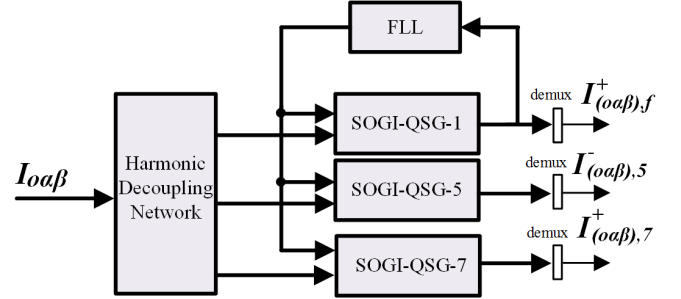 FLL
demux
I⁺(oαβ),f
SOGI-QSG-1
Harmonic
Decoupling
Network
Ioαβ
demux
I⁻(oαβ),5
SOGI-QSG-5
demux
I⁺(oαβ),7
SOGI-QSG-7